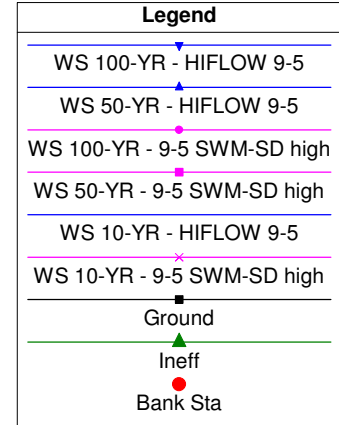 Legend
WS 100-YR - HIFLOW 9-5
WS 50-YR - HIFLOW 9-5
WS 100-YR - 9-5 SWM-SD high
WS 50-YR - 9-5 SWM-SD high
WS 10-YR - HIFLOW 9-5
WS 10-YR - 9-5 SWM-SD high
Ground
Ineff
Bank Sta